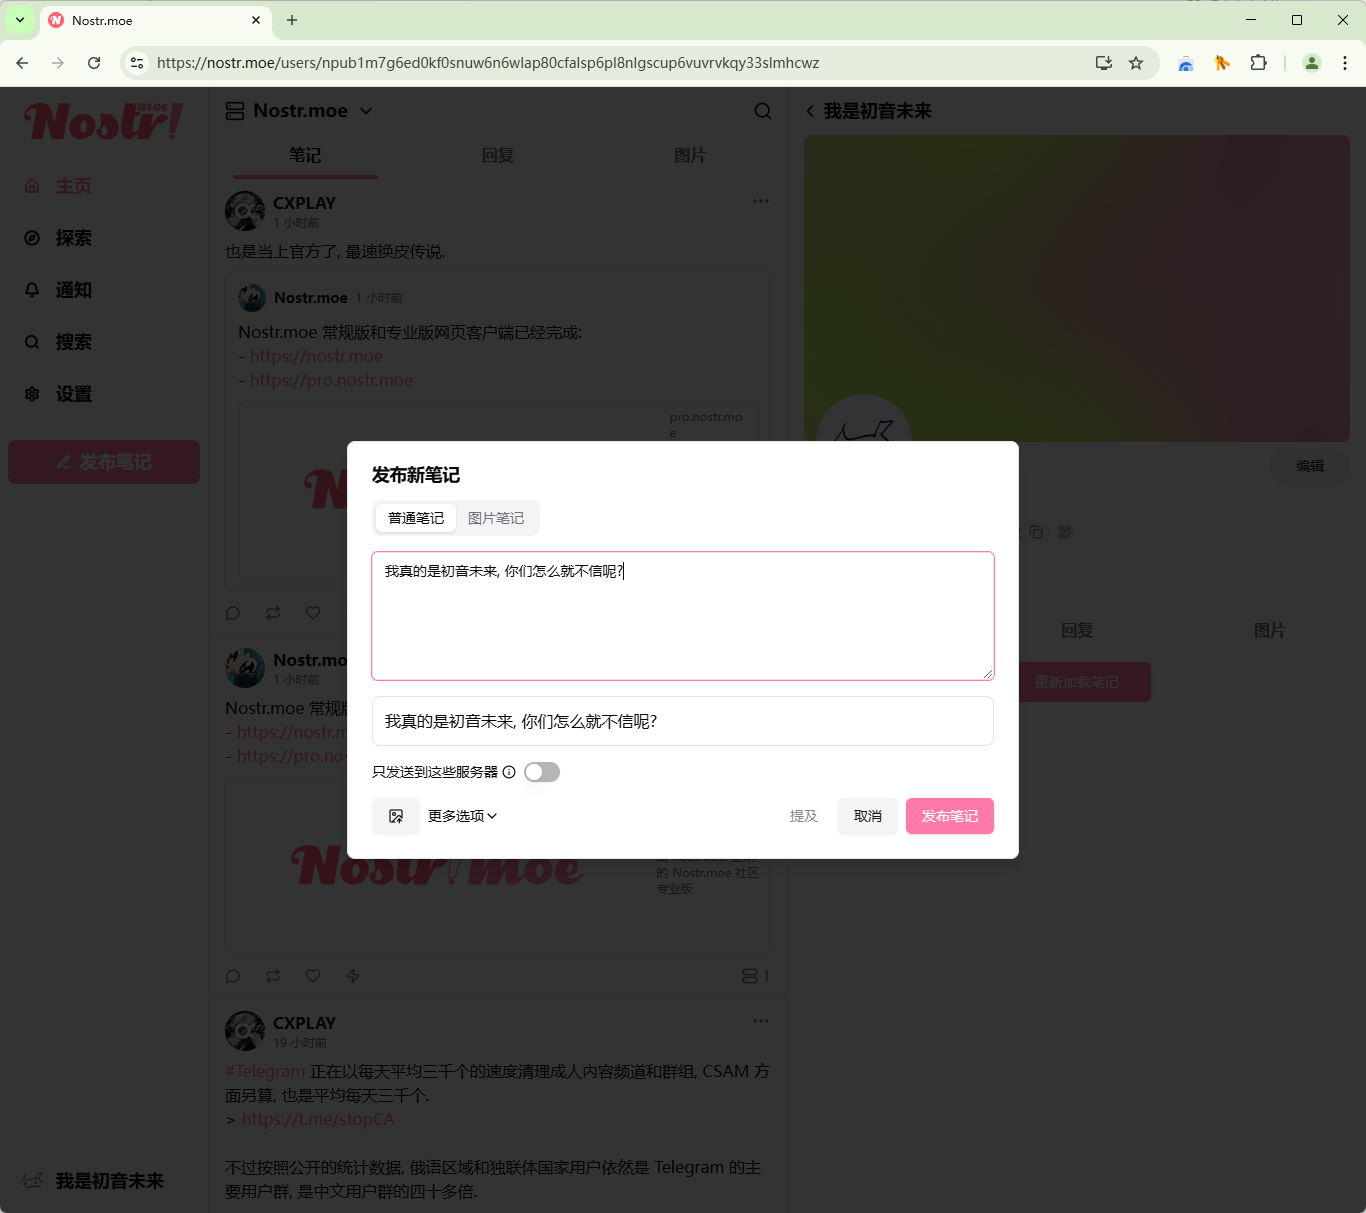 Nostr.moe
https://nostr.moe/users/npub1m7g6ed0kf0snuw6n6wlap80cfalsp6pl8nlgscup6vuvrvkqy33slmhcwz
Nostr!
moe
主页
探索
通知
搜索
设置
发布笔记
我是初音未来
Nostr.moe
笔记
回复
图片
CXPLAY
1 小时前
也是当上官方了, 最速换皮传说.
Nostr.moe 1 小时前
Nostr.moe 常规版和专业版网页客户端已经完成:
- https://nostr.moe
- https://pro.nostr.moe
pro.nostr.mo
e
Nostr.mo
1 小时前
Nostr.moe 常规版
- https://nostr.m
- https://pro.nos
Nostr!moe
的 Nostr.moe 社区
专业版
1
CXPLAY
19 小时前
#Telegram 正在以每天平均三千个的速度清理成人内容频道和群组, CSAM 方
面另算, 也是平均每天三千个.
> https://t.me/stopCA
不过按照公开的统计数据, 俄语区域和独联体国家用户依然是 Telegram 的主
要用户群, 是中文用户群的四十多倍.
我是初音未来
编辑
回复
图片
重新加载笔记
发布新笔记
普通笔记
图片笔记
我真的是初音未来, 你们怎么就不信呢?
我真的是初音未来, 你们怎么就不信呢?
只发送到这些服务器
更多选项
提及
取消
发布笔记